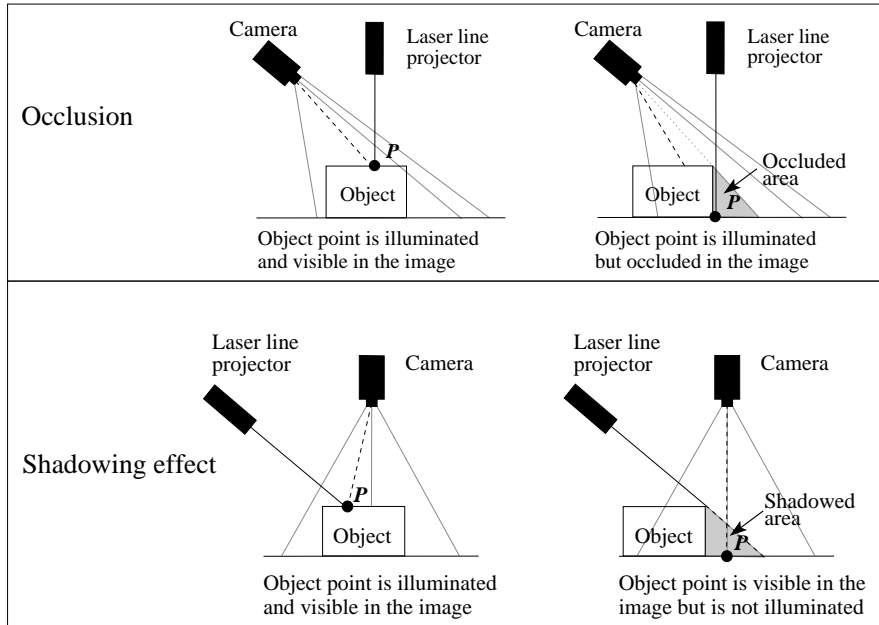 Occlusion
Camera
Laser line
projector
P
Object
Object point is illuminated
and visible in the image
Camera
Laser line
projector
Occluded
area
P
Object
Object point is illuminated
but occluded in the image
Shadowing effect
Laser line
projector
Camera
P
Object
Object point is illuminated
and visible in the image
Laser line
projector
Camera
Shadowed
area
P
Object
Object point is visible in the
image but is not illuminated